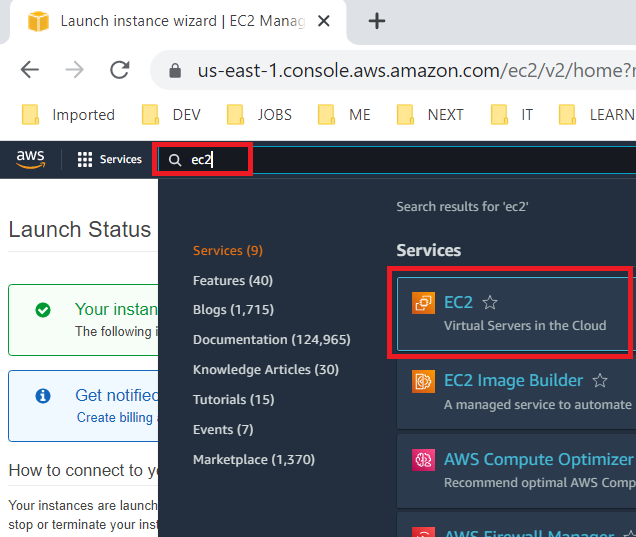 Launch instance wizard | EC2 Manag
us-east-1.console.aws.amazon.com/ec2/v2/home?r
Imported DEV JOBS ME NEXT IT LEARN
aws Services ec2
Search results for 'ec2'
Launch Status
Services (9)
Services
Features (40)
Blogs (1,715)
Documentation (124,965)
Knowledge Articles (30)
Tutorials (15)
Events (7)
Marketplace (1,370)
EC2
Virtual Servers in the Cloud
EC2 Image Builder
A managed service to automate
AWS Compute Optimizer
Recommend optimal AWS Comp
AWS Firewall Manager
Your instan
The following i
Get notified
Create billing a
How to connect to yo
Your instances are launch
stop or terminate your inst